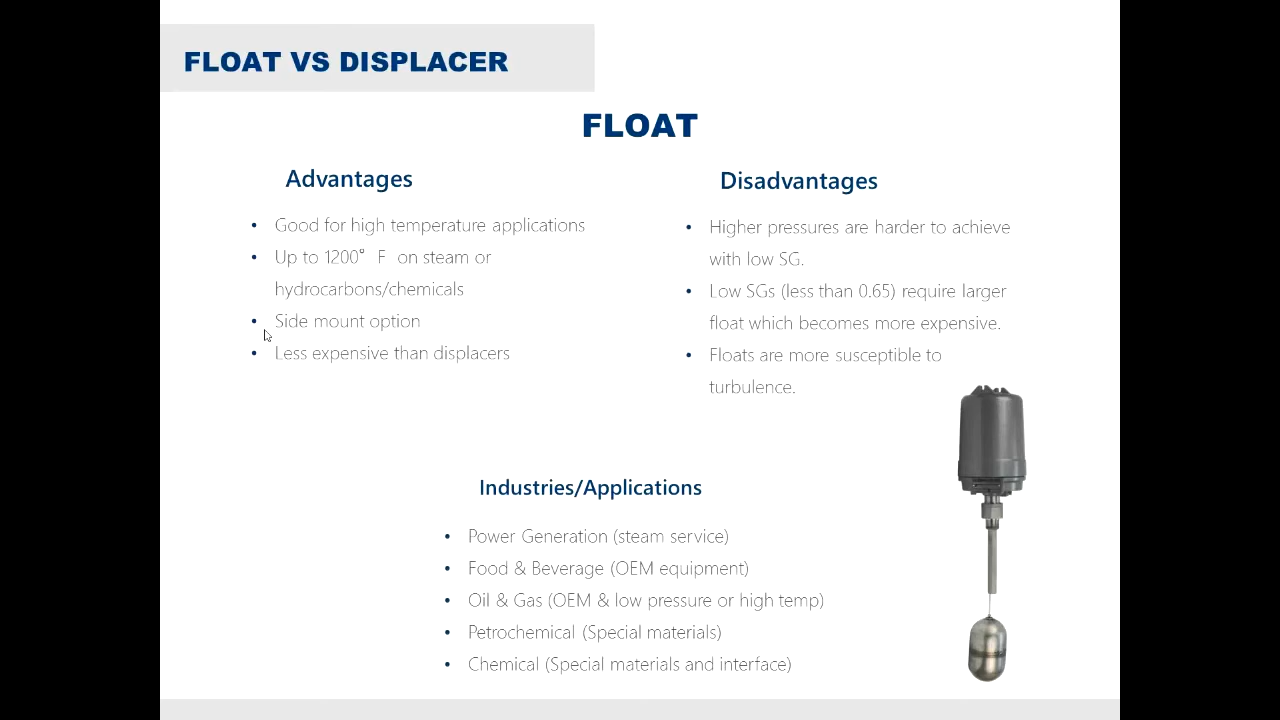 FLOAT VS DISPLACER
FLOAT
Advantages
• Good for high temperature applications
• Up to 1200° F on steam or
hydrocarbons/chemicals
• Side mount option
• Less expensive than displacers
Disadvantages
• Higher pressures are harder to achieve
with low SG.
• Low SGs (less than 0.65) require larger
float which becomes more expensive.
• Floats are more susceptible to
turbulence.
Industries/Applications
• Power Generation (steam service)
• Food & Beverage (OEM equipment)
• Oil & Gas (OEM & low pressure or high temp)
• Petrochemical (Special materials)
• Chemical (Special materials and interface)